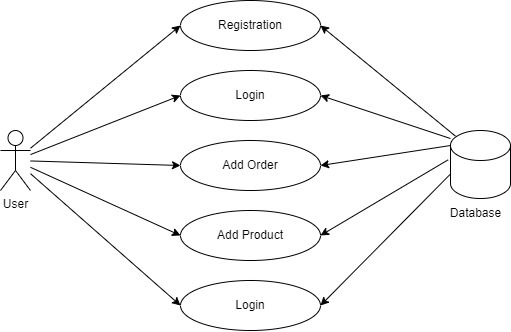 Registration
Login
Add Order
User
Database
Add Product
Login